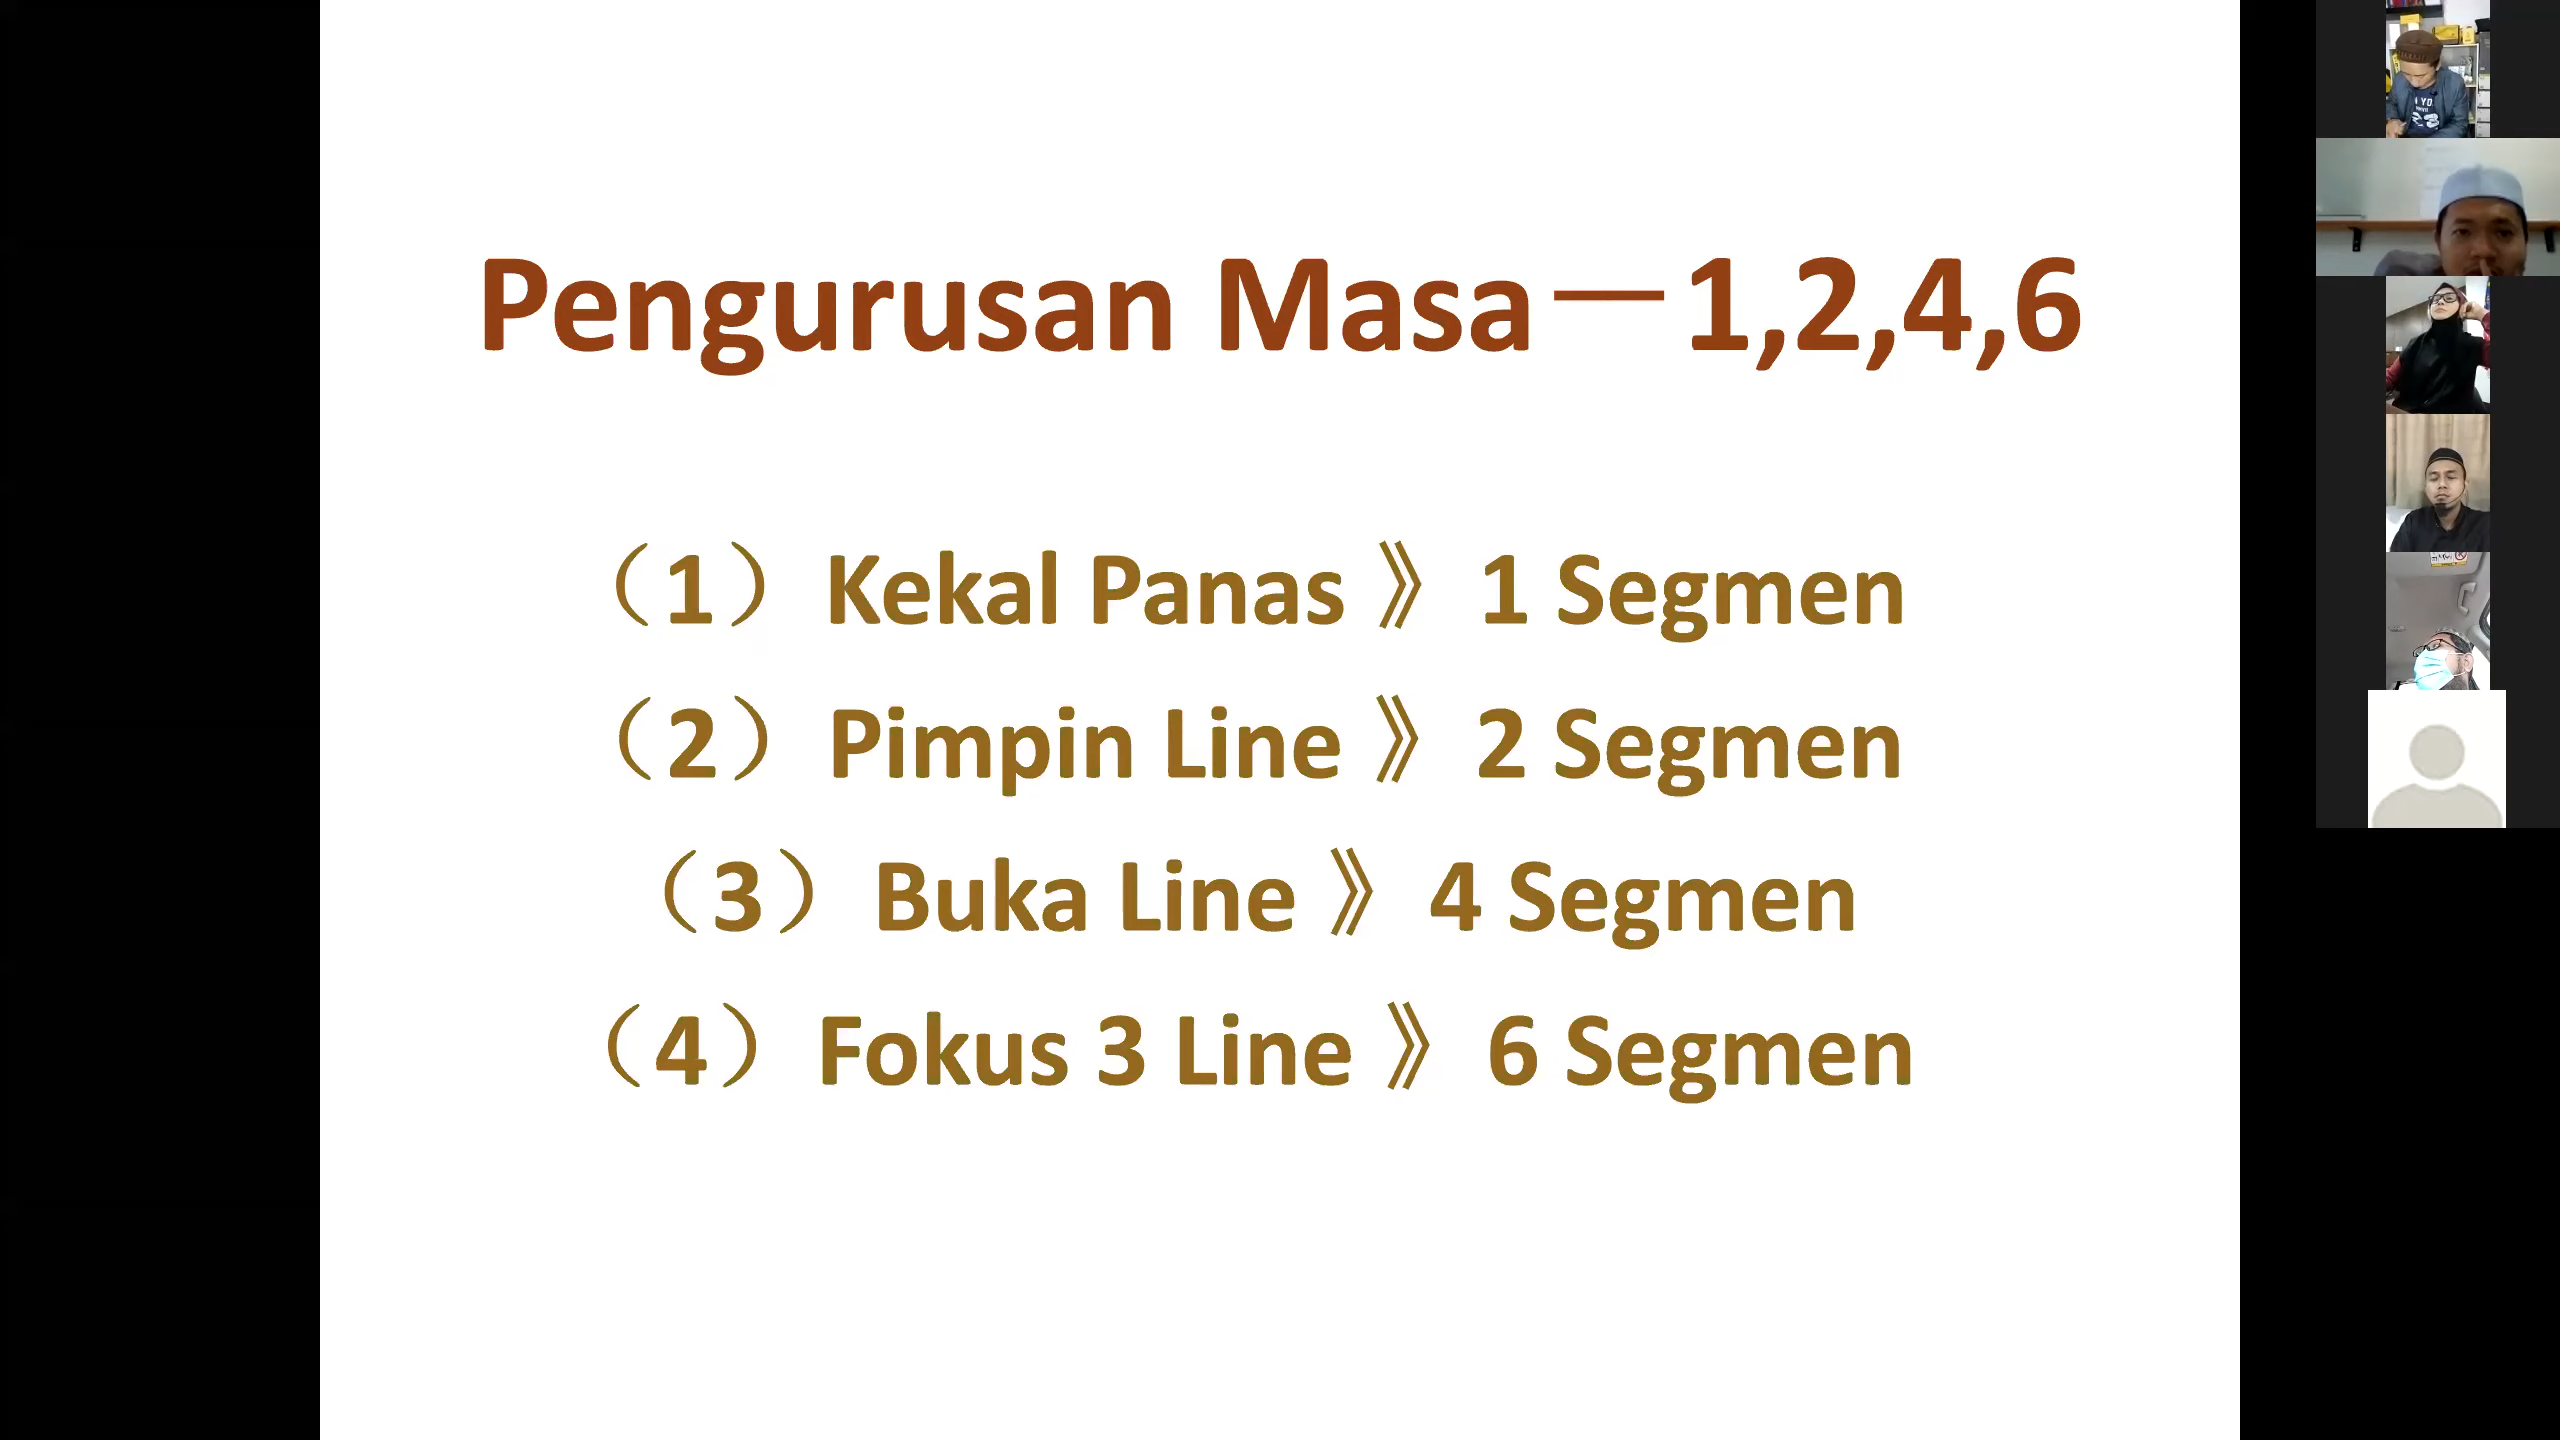 Pengurusan Masa—1,2,4,6
（1）Kekal Panas 》1 Segmen
（2）Pimpin Line 》2 Segmen
（3）Buka Line 》4 Segmen
（4）Fokus 3 Line 》6 Segmen